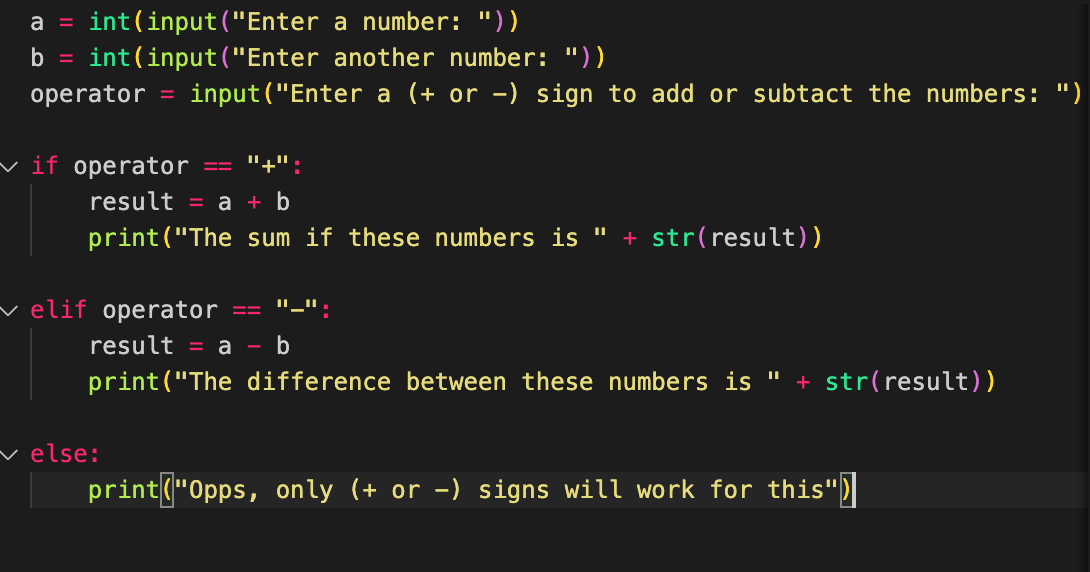 a = int(input("Enter a number: "))
b = int(input("Enter another number: "))
operator = input("Enter a (+ or -) sign to add or subtact the numbers: ")
if operator == "+":
    result = a + b
    print("The sum if these numbers is " + str(result))
elif operator == "-":
    result = a - b
    print("The difference between these numbers is " + str(result))
else:
    print("Opps, only (+ or -) signs will work for this")